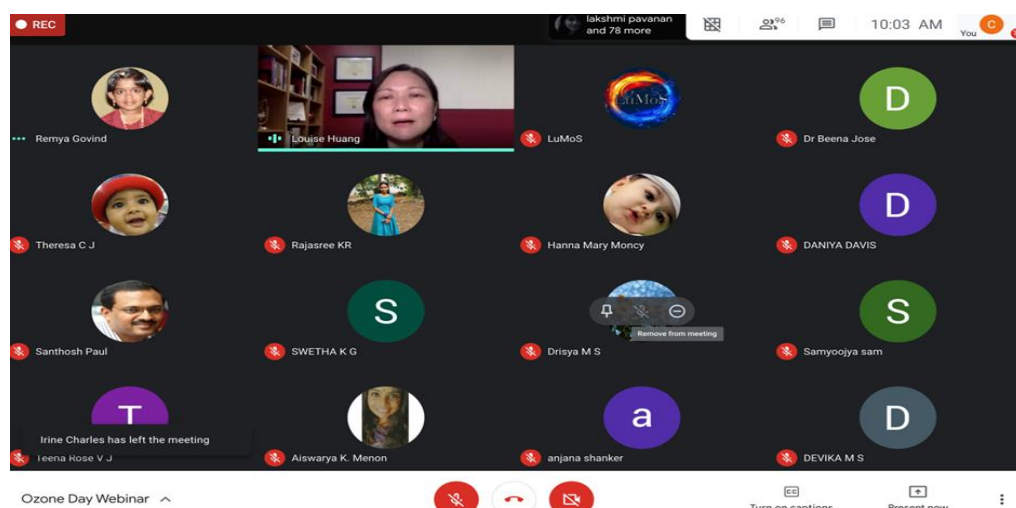 REC
lakshmi pavanan
and 78 more
96
10:03 AM
You
C
Remya Govind
Louise Huang
LuMoS
LuMoS
D
Dr Beena Jose
Theresa C J
Rajasree KR
Hanna Mary Moncy
D
DANIYA DAVIS
Santhosh Paul
S
SWETHA K G
Remove from meeting
Drisya M S
S
Samyoojya sam
T
Irine Charles has left the meeting
Teena Rose V J
Aiswarya K. Menon
a
anjana shanker
D
DEVIKA M S
Ozone Day Webinar
CC
Turn on captions
Present now